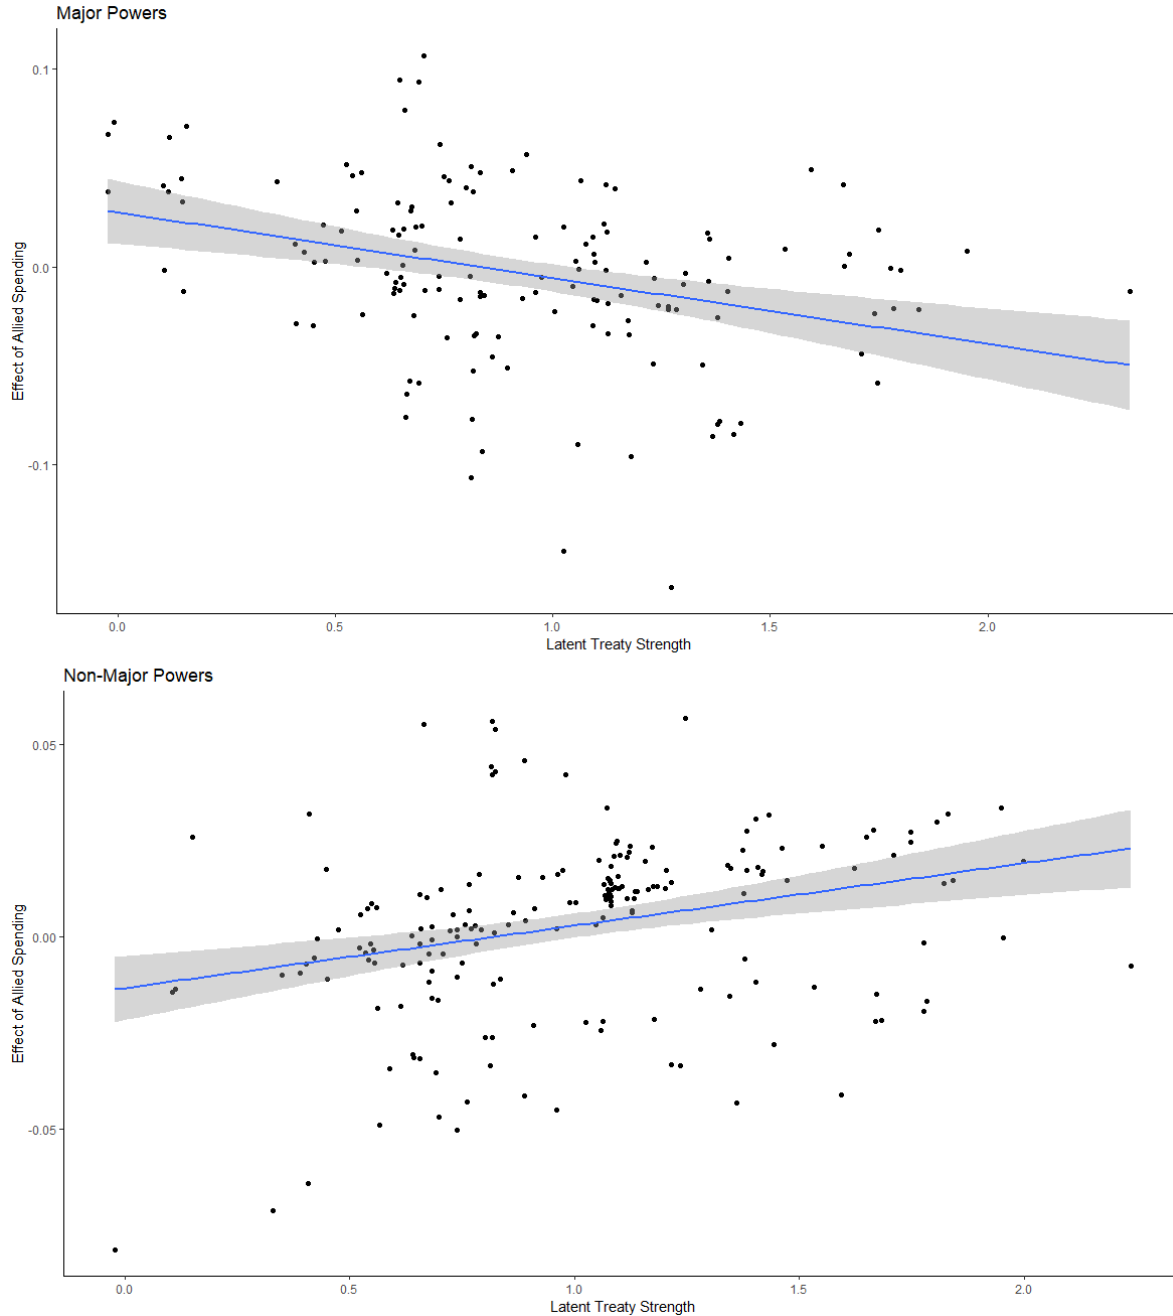 Major Powers
0.1
0.0
-0.1
Effect of Allied Spending
0.0 0.5 1.0 1.5 2.0
Latent Treaty Strength
Non-Major Powers
0.05
0.00
-0.05
Effect of Allied Spending
0.0 0.5 1.0 1.5 2.0
Latent Treaty Strength